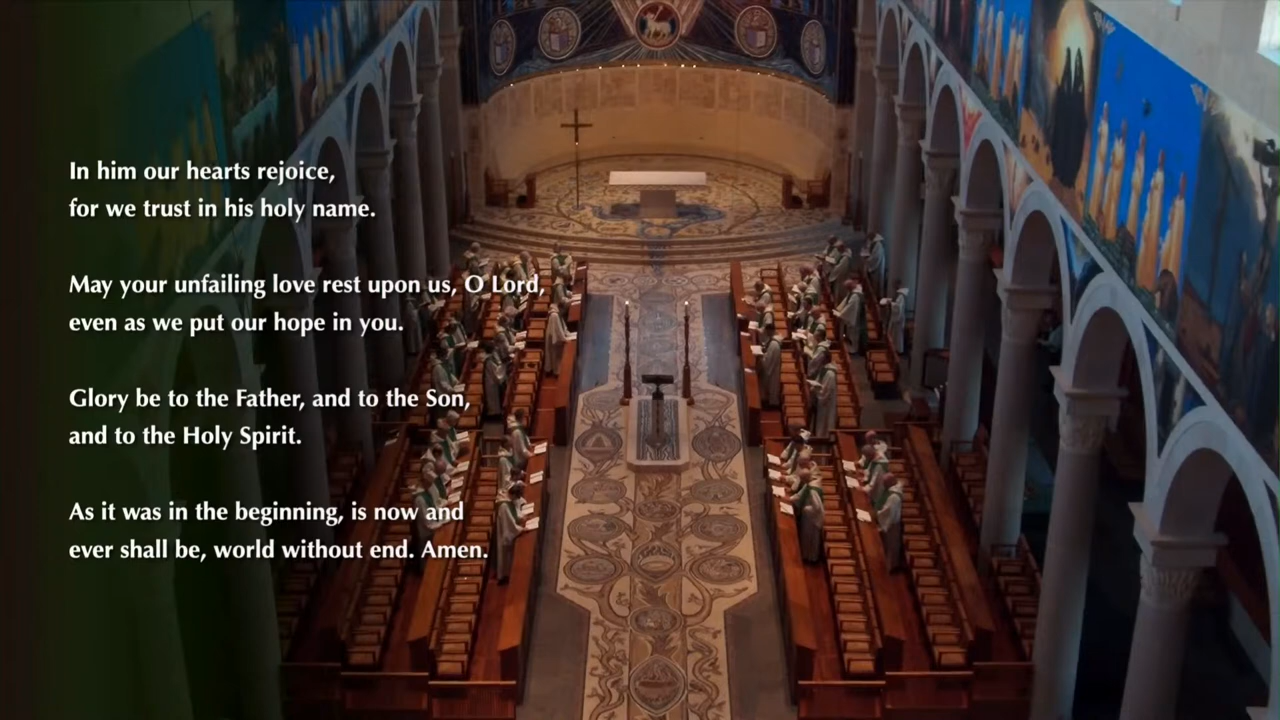 In him our hearts rejoice,
for we trust in his holy name.
May your unfailing love rest upon us, O Lord,
even as we put our hope in you.
Glory be to the Father, and to the Son,
and to the Holy Spirit.
As it was in the beginning, is now and
ever shall be, world without end. Amen.